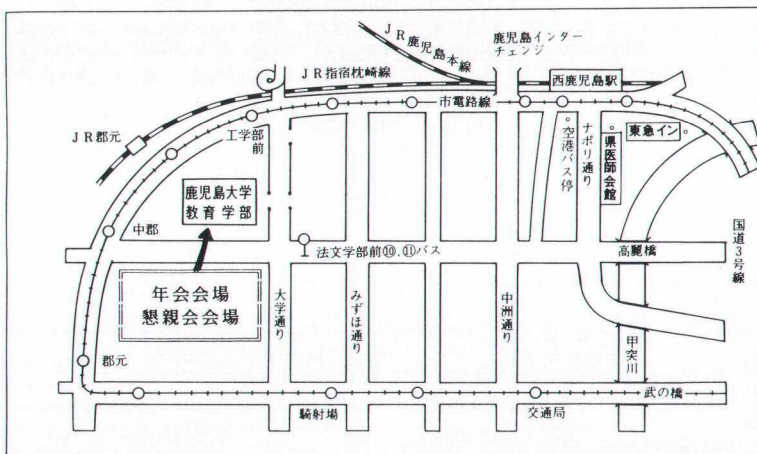 JR鹿児島本線
鹿児島インター
チェンジ
JR指宿枕崎線
西鹿児島駅
市電路線
JR郡元
工学部
前
空港バス停
ナポリ通り
県医師会館
東急イン
鹿児島大学
教育学部
中郡
法文学部前⑩,⑪バス
高麗橋
国道3号線
年会会場
懇親会会場
大学通り
みずほ通り
中洲通り
甲突川
郡元
騎射場
交通局
武の橋